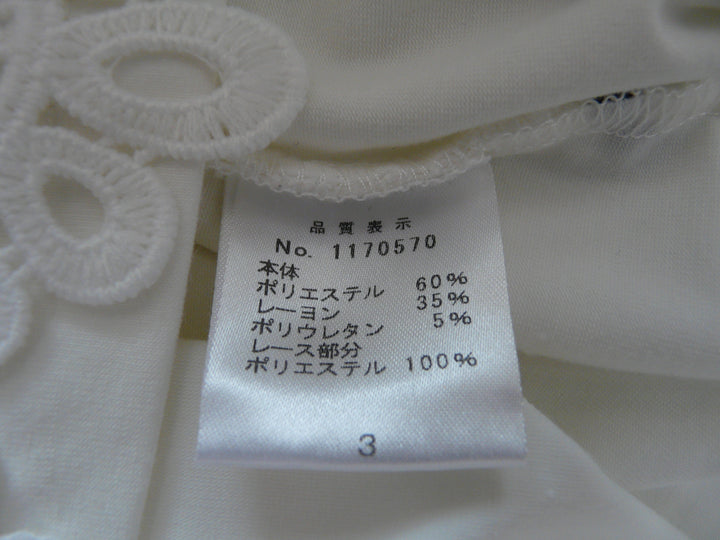 品質表示
No. 1170570
本体
ポリエステル 60%
レーヨン 35%
ポリウレタン 5%
レース部分
ポリエステル 100%
3